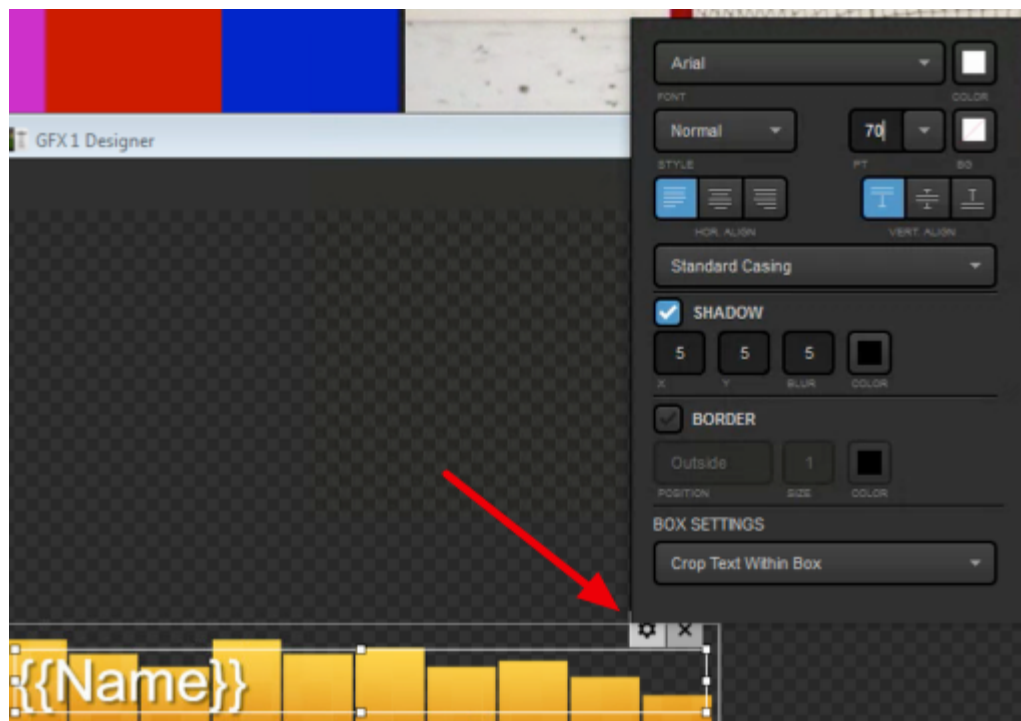 Arial
FONT COLOR
GFX 1 Designer
Normal 70
STYLE PT BG
HOR. ALIGN VERT. ALIGN
Standard Casing
SHADOW
5 5 5
X Y BLUR COLOR
BORDER
Outside 1
POSITION SIZE COLOR
BOX SETTINGS
Crop Text Within Box
{{Name}}